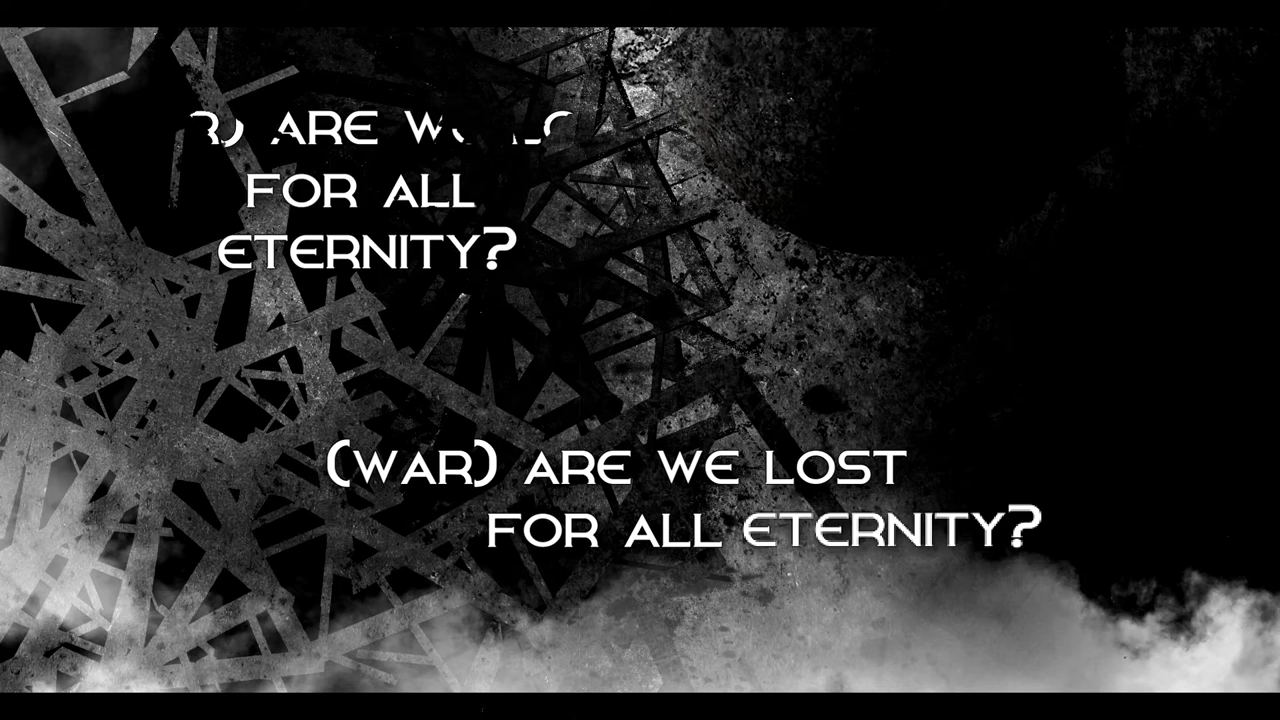 ARE
FOR ALL
ETERNITY?
(WAR) ARE WE LOST
FOR ALL ETERNITY?